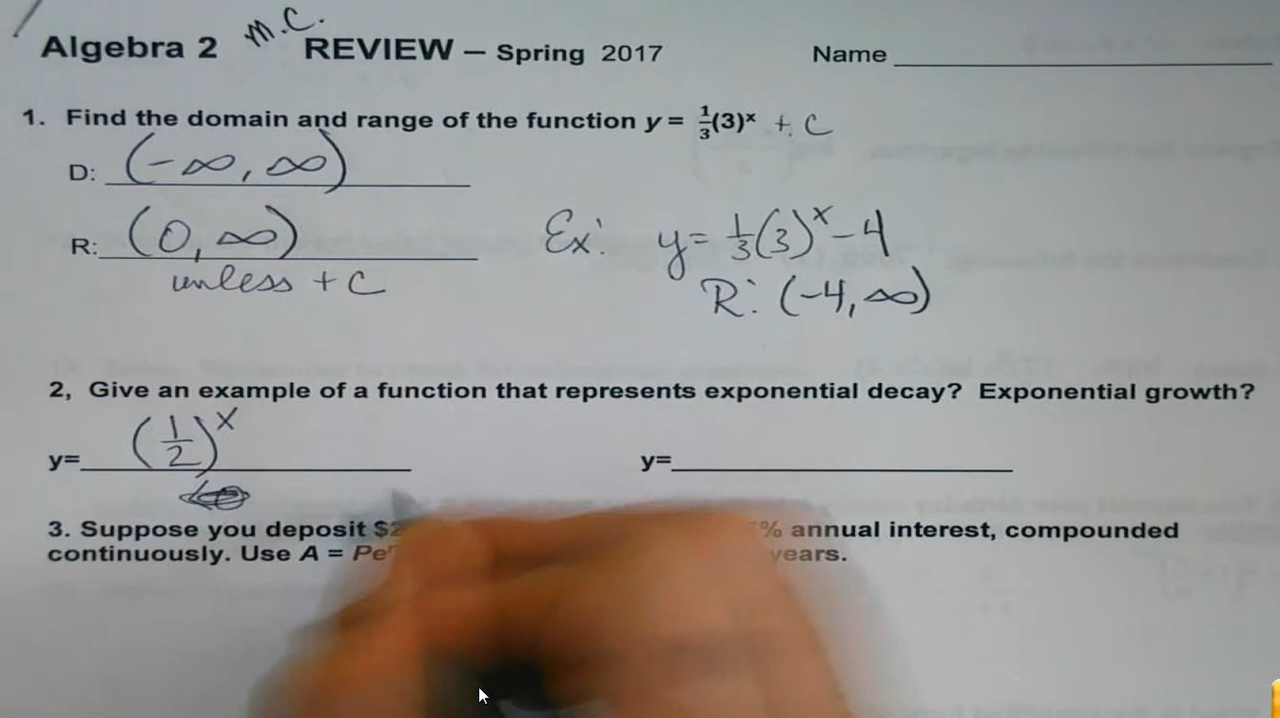 Algebra 2 M.C. REVIEW – Spring 2017 Name
1. Find the domain and range of the function y = 1/3(3)ˣ + C
D: (-∞, ∞)
R: (0, ∞)
unless + C
Ex: y = 1/3(3)ˣ - 4
R: (-4, ∞)
2, Give an example of a function that represents exponential decay? Exponential growth?
y= (1/2)ˣ y=
3. Suppose you deposit $ % annual interest, compounded
continuously. Use A = Pe years.